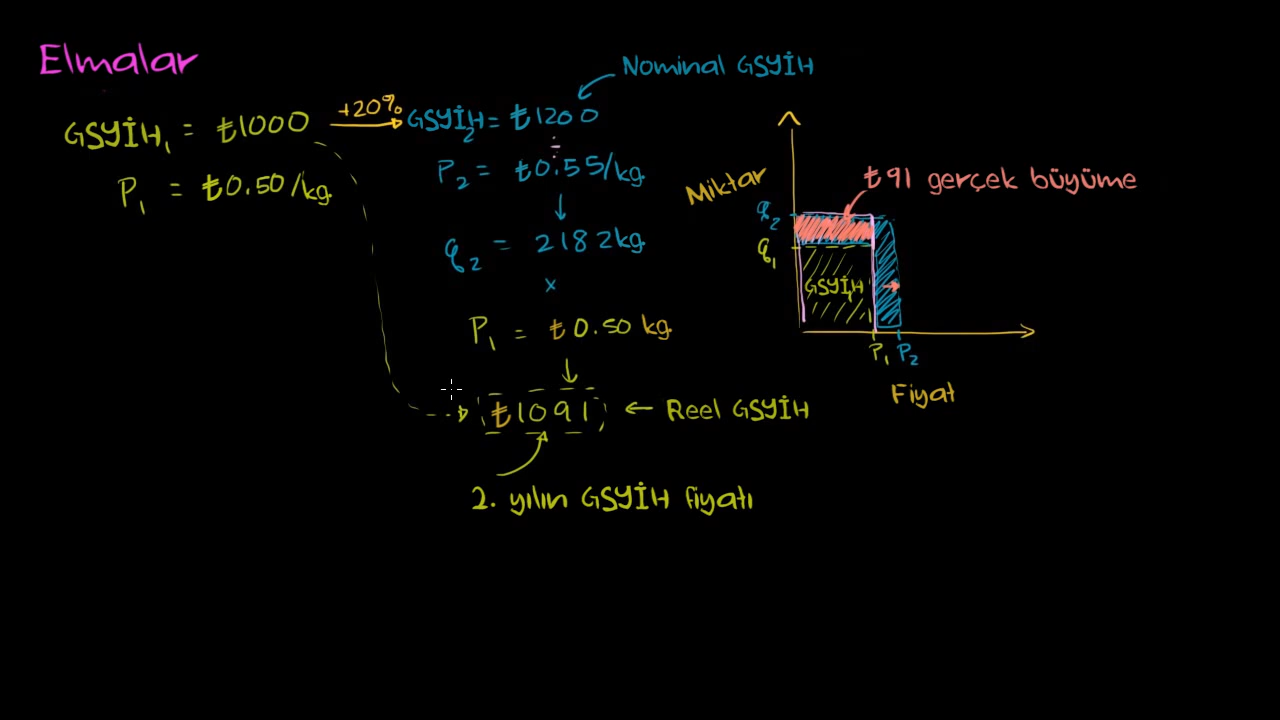 Elmalar
GSYİH₁ = ₺1000
P₁ = ₺0.50/kg.
+20%
Nominal GSYİH
GSYİH₂ = ₺1200
÷
P₂ = ₺0.55/kg.
q₂ = 2182kg.
x
P₁ = ₺0.50 kg.
₺1091 ← Reel GSYİH
2. yılın GSYİH fiyatı
Miktar
₺91 gerçek büyüme
q₂
q₁
GSYİH₁
P₁ P₂
Fiyat